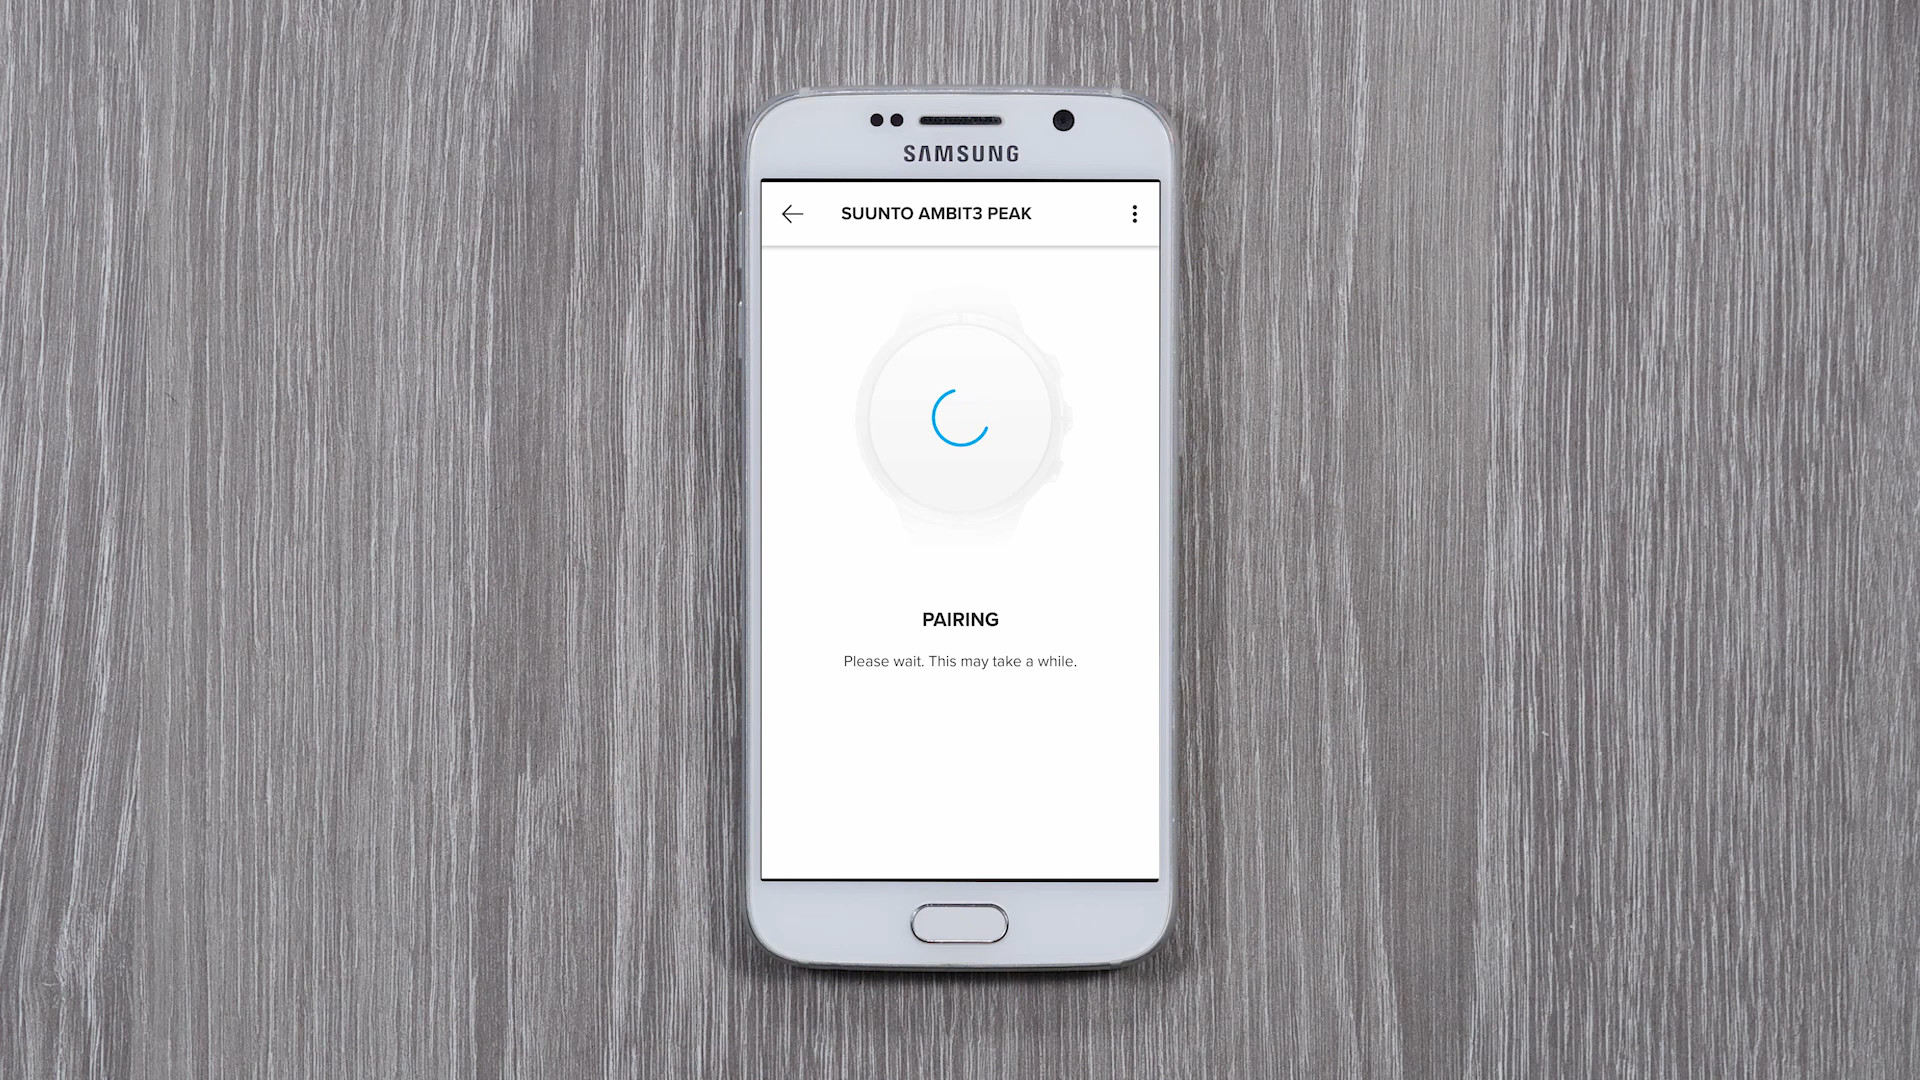 SAMSUNG
SUUNTO AMBIT3 PEAK
PAIRING
Please wait. This may take a while.